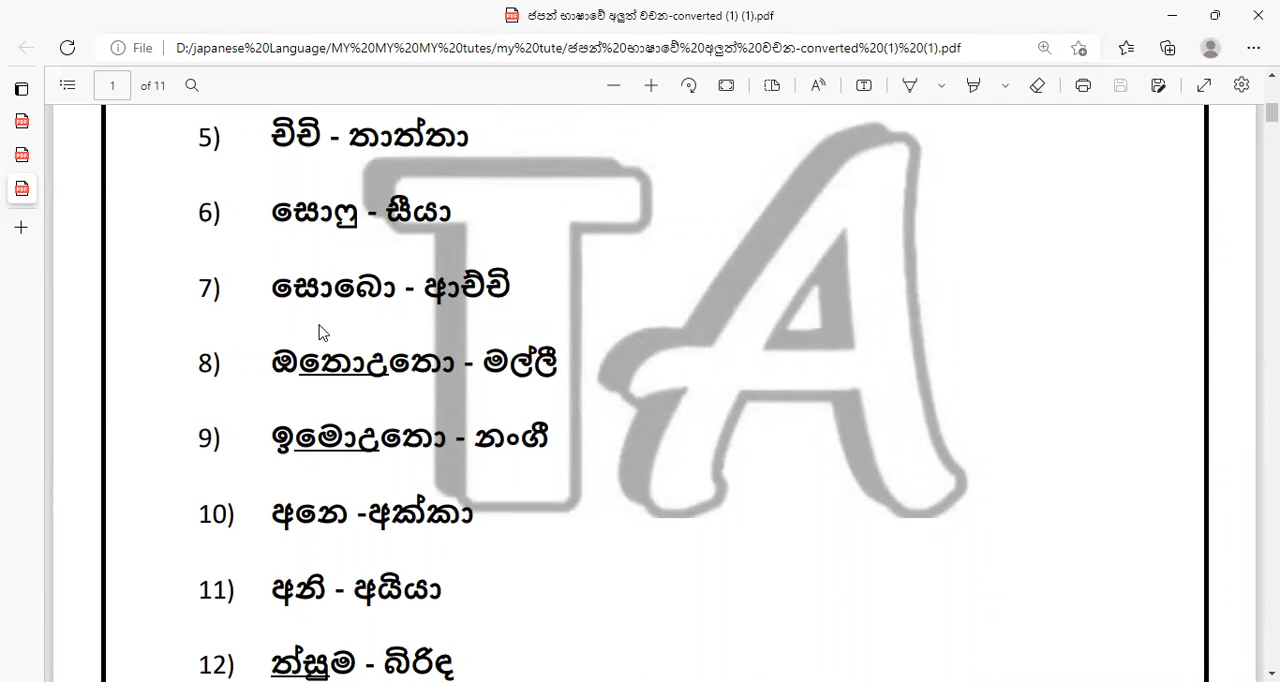 ජපන් භාෂාවේ අලුත් වචන-converted (1) (1).pdf
File D:/japanese%20Language/MY%20MY%20MY%20tutes/my%20tute/ජපන්%20භාෂාවේ%20අලුත්%20වචන-converted%20(1)%20(1).pdf
1 of 11
5) චිචි - තාත්තා
6) සොෆු - සීයා
7) සොබො - ආච්චි
8) ඔතොඋතො - මල්ලී
9) ඉමොඋතො - නංගී
10) අනෙ -අක්කා
11) අනි - අයියා
12) ත්සුම - බිරිඳ
TA